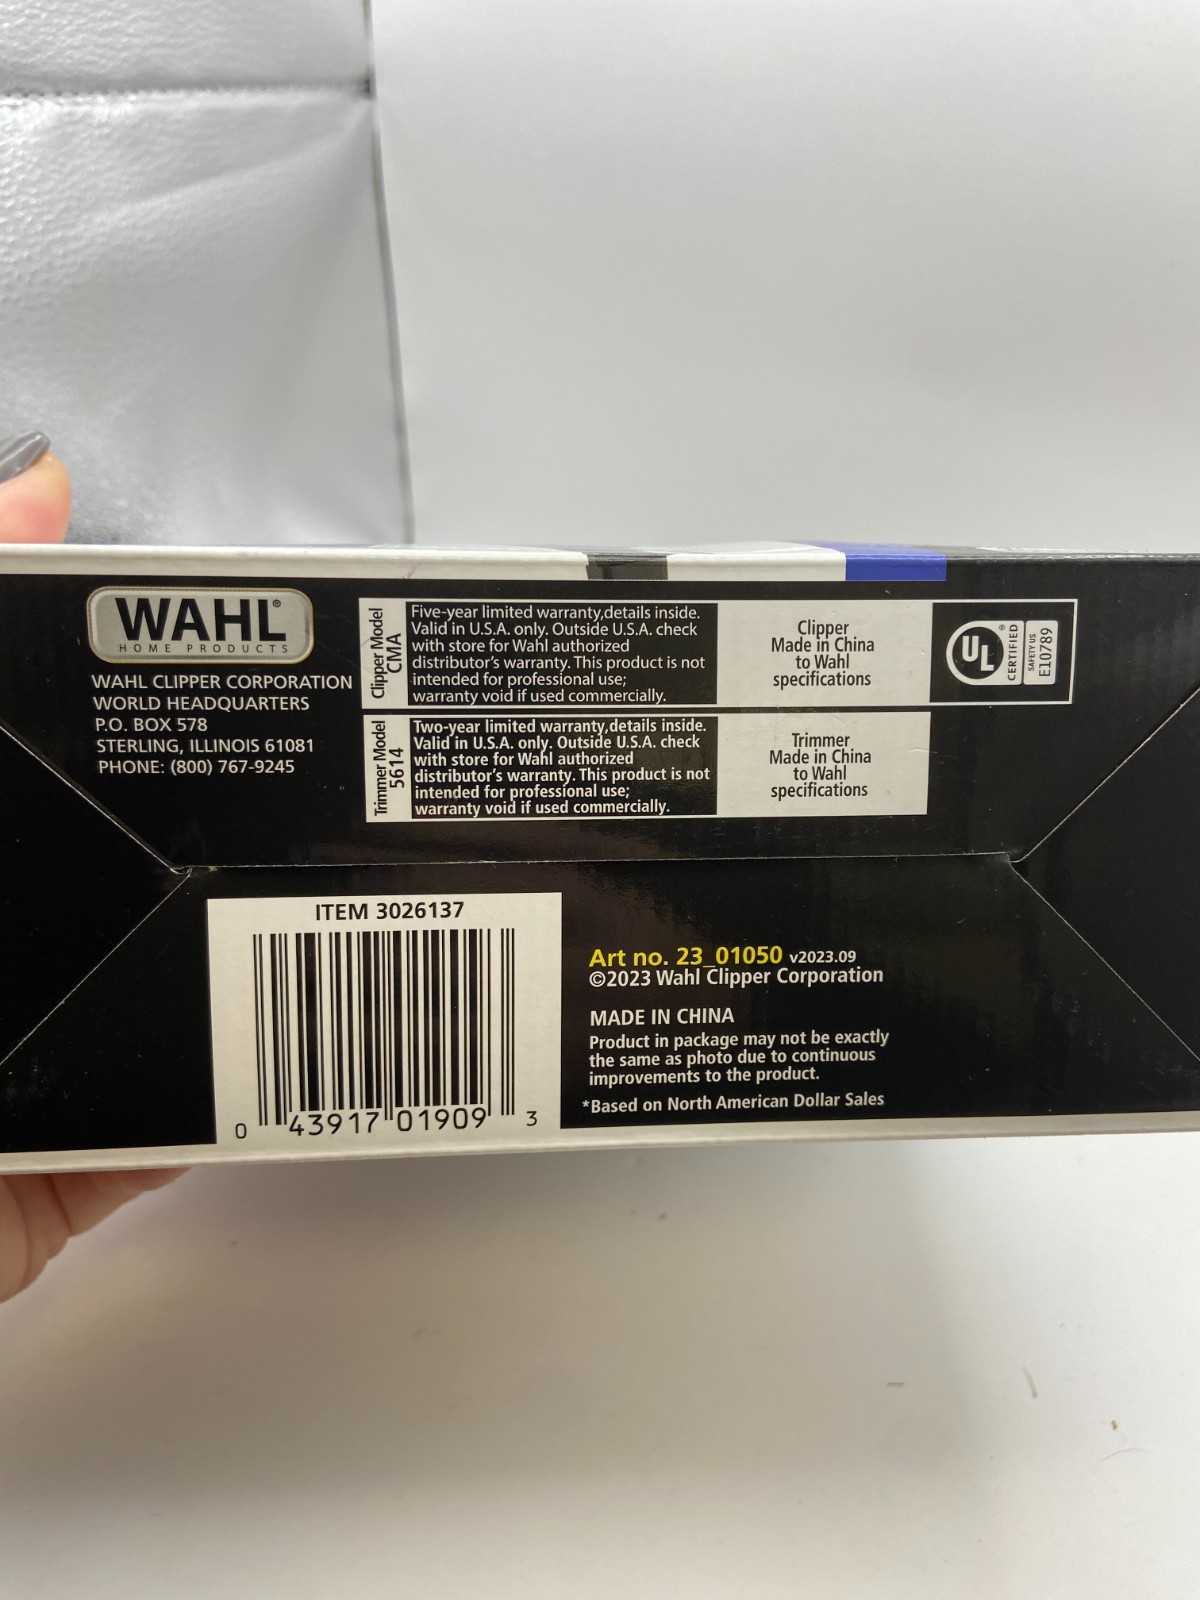 WAHL®
HOME PRODUCTS
WAHL CLIPPER CORPORATION
WORLD HEADQUARTERS
P.O. BOX 578
STERLING, ILLINOIS 61081
PHONE: (800) 767-9245
Clipper Model
CMA
Five-year limited warranty,details inside.
Valid in U.S.A. only. Outside U.S.A. check
with store for Wahl authorized
distributor's warranty. This product is not
intended for professional use;
warranty void if used commercially.
Clipper
Made in China
to Wahl
specifications
UL®
CERTIFIED
SAFETY US
E10789
Trimmer Model
5614
Two-year limited warranty,details inside.
Valid in U.S.A. only. Outside U.S.A. check
with store for Wahl authorized
distributor's warranty. This product is not
intended for professional use;
warranty void if used commercially.
Trimmer
Made in China
to Wahl
specifications
ITEM 3026137
0 43917 01909 3
Art no. 23_01050 v2023.09
©2023 Wahl Clipper Corporation
MADE IN CHINA
Product in package may not be exactly
the same as photo due to continuous
improvements to the product.
*Based on North American Dollar Sales